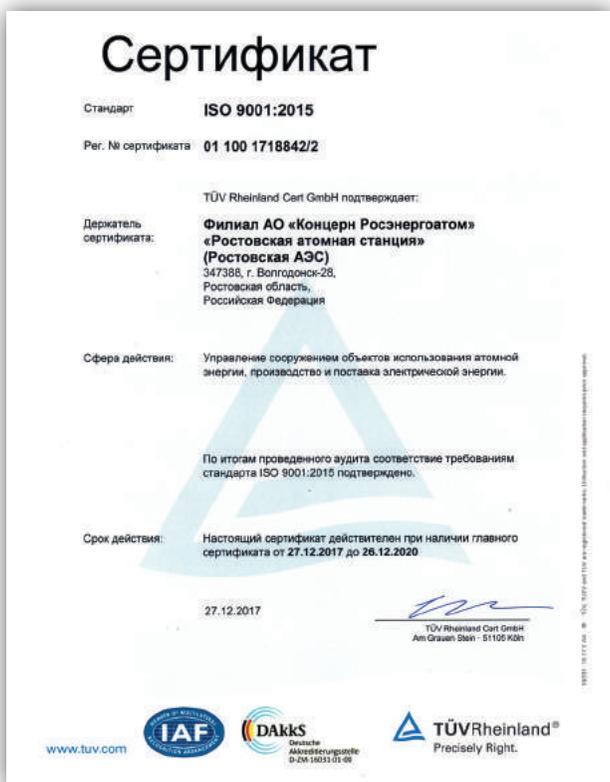 Сертификат
Стандарт ISO 9001:2015
Рег. № сертификата 01 100 1718842/2
TÜV Rheinland Cert GmbH подтверждает:
Держатель сертификата:
Филиал АО «Концерн Росэнергоатом»
«Ростовская атомная станция»
(Ростовская АЭС)
347388, г. Волгодонск-28,
Ростовская область,
Российская Федерация
Сфера действия:
Управление сооружением объектов использования атомной
энергии, производство и поставка электрической энергии.
По итогам проведенного аудита соответствие требованиям
стандарта ISO 9001:2015 подтверждено.
Срок действия:
Настоящий сертификат действителен при наличии главного
сертификата от 27.12.2017 до 26.12.2020
27.12.2017
TÜV Rheinland Cert GmbH
Am Grauen Stein · 51105 Köln
www.tuv.com
IAF
DAkkS
Deutsche
Akkreditierungsstelle
D-ZM-16031-01-00
TÜVRheinland®
Precisely Right.